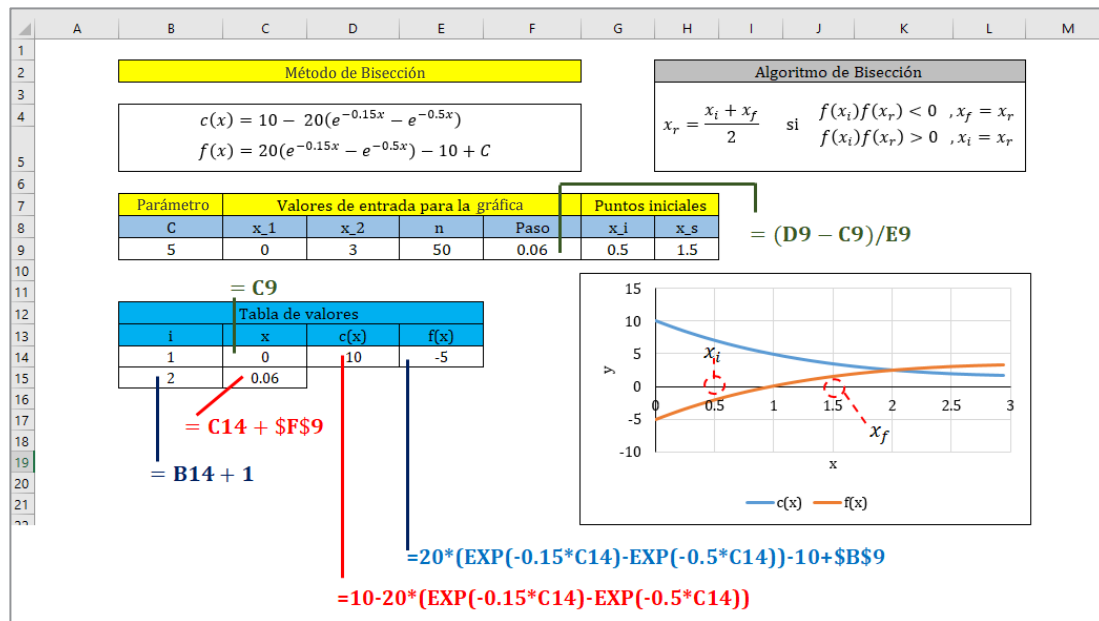 A B C D E F G H I J K L M
1
2 Método de Bisección Algoritmo de Bisección
3
4 c(x) = 10 − 20(e^{−0.15x} − e^{−0.5x}) x_r = (x_i + x_f)/2 si f(x_i)f(x_r) < 0 , x_f = x_r
5 f(x) = 20(e^{−0.15x} − e^{−0.5x}) − 10 + C f(x_i)f(x_r) > 0 , x_i = x_r
6
7 Parámetro Valores de entrada para la gráfica Puntos iniciales
8 C x_1 x_2 n Paso x_i x_s
= (D9 − C9)/E9
9 5 0 3 50 0.06 0.5 1.5
10
11 = C9
12 Tabla de valores
13 i x c(x) f(x)
14 1 0 10 -5
15 2 0.06
16
17 = C14 + $F$9
18
19 = B14 + 1
20
21
22
15
10
5
0
-5
-10
y
x_i
x_f
0 0.5 1 1.5 2 2.5 3
x
c(x) f(x)
=20*(EXP(-0.15*C14)-EXP(-0.5*C14))-10+$B$9
=10-20*(EXP(-0.15*C14)-EXP(-0.5*C14))